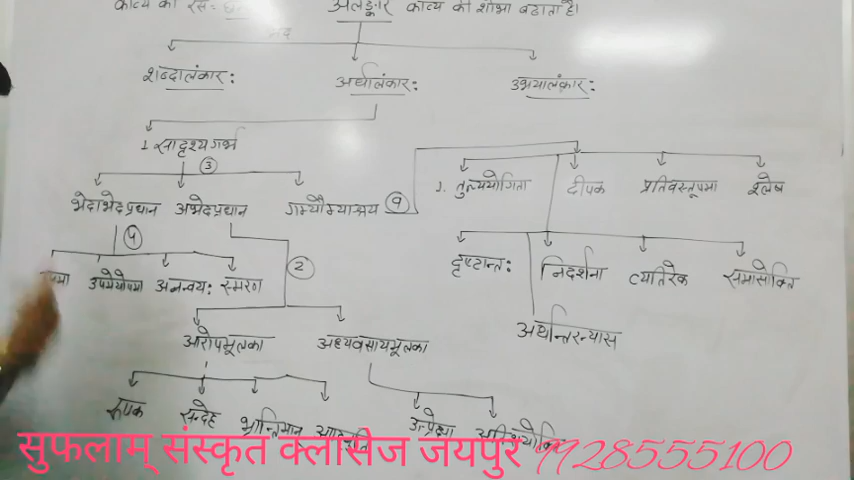 काव्य का रस: अलङ्कार काव्य की शोभा बढाता है।
शब्दालंकार: अर्थालंकार: उभयालंकार:
1 सादृश्यगर्भ
③
1. तुल्ययोगिता दीपक प्रतिवस्तूपमा श्लेष
भेदाभेदप्रधान अभेदप्रधान गम्यौम्याश्रय ⑨
④
② दृष्टान्त: निदर्शना व्यतिरेक समासोक्ति
उपमेयोपमा अनन्वय: स्मरण
अर्थान्तरन्यास
आरोपमूलका अध्यवसायमूलका
रूपक सन्देह भ्रान्तिमान् उत्प्रेक्षा
सुफलाम् संस्कृत क्लासेज जयपुर 9928555100